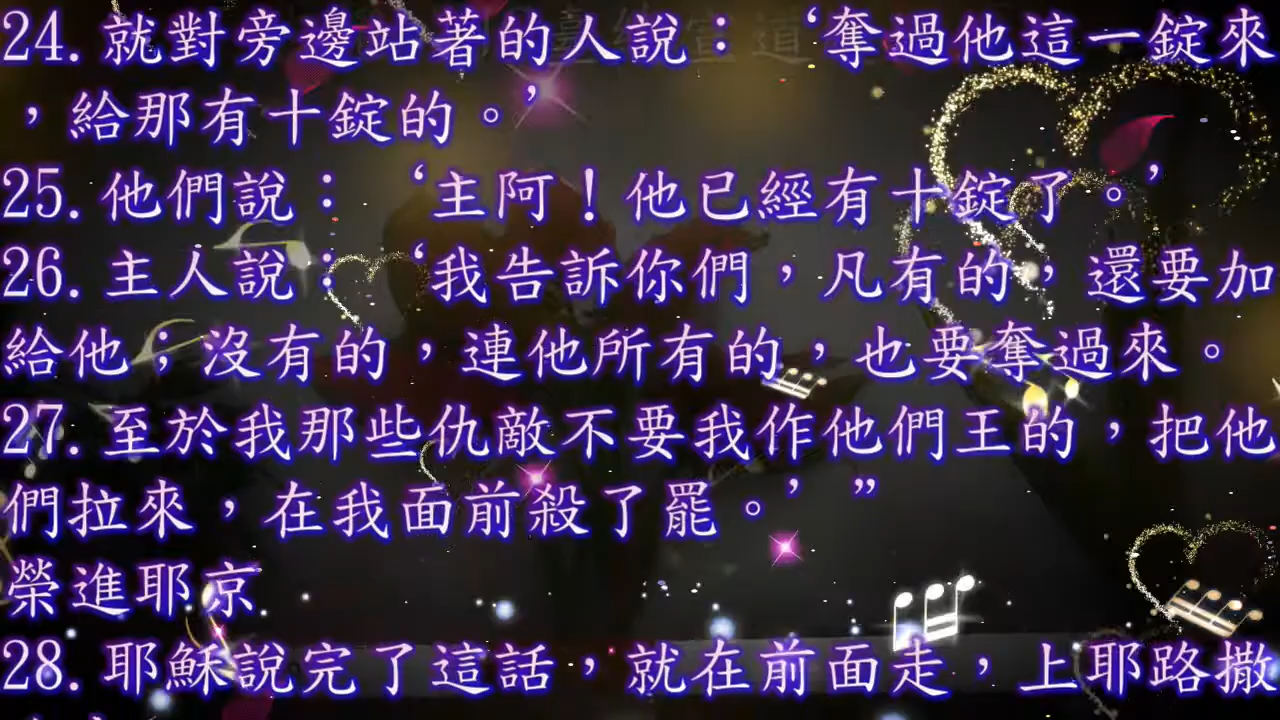 24. 就對旁邊站著的人說：‘奪過他這一錠來
，給那有十錠的。’
25. 他們說：‘主阿！他已經有十錠了。’
26. 主人說：‘我告訴你們，凡有的，還要加
給他；沒有的，連他所有的，也要奪過來。
27. 至於我那些仇敵不要我作他們王的，把他
們拉來，在我面前殺了罷。’”
榮進耶京
28. 耶穌說完了這話，就在前面走，上耶路撒